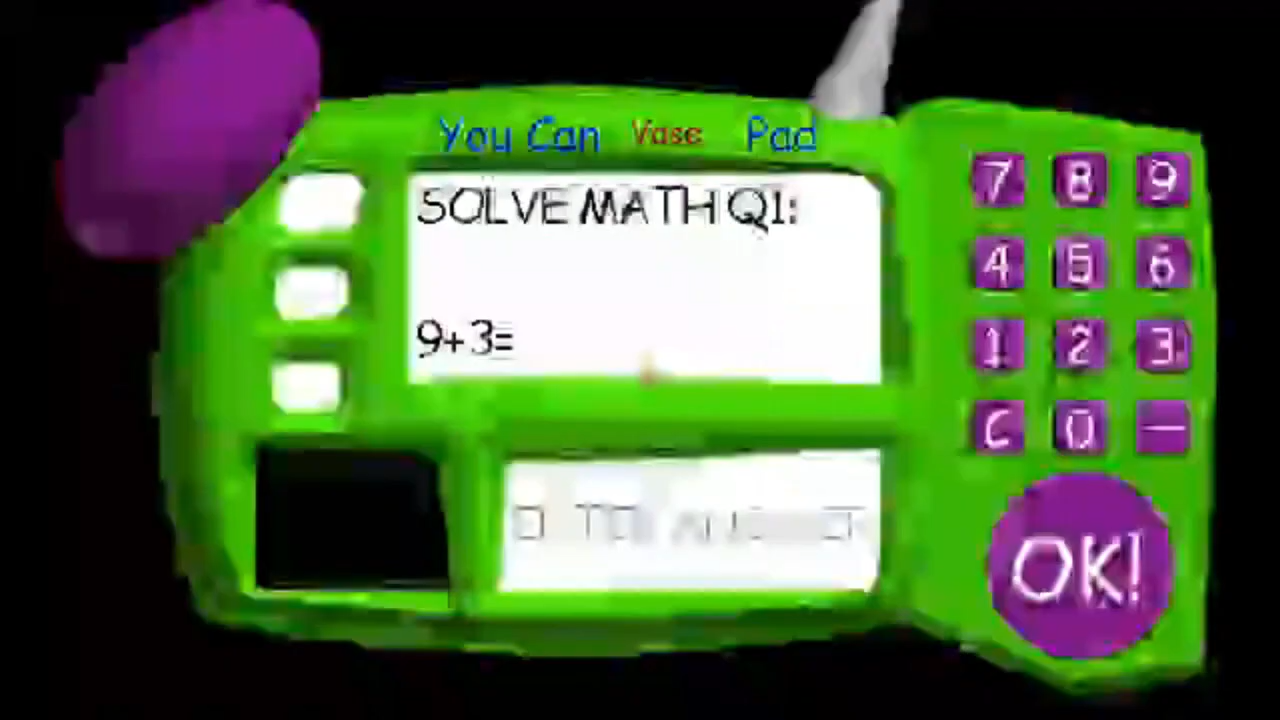 You Can Vase Pad
SOLVE MATH Q1:
9+3=
7 8 9
4 5 6
1 2 3
C 0 —
OK!